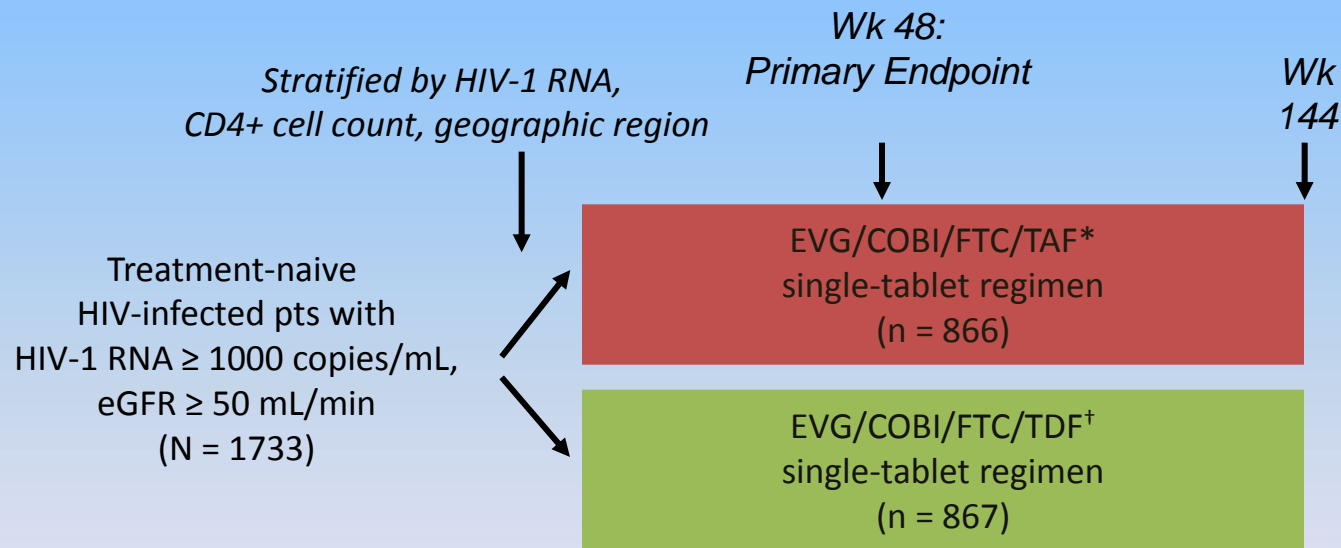 Wk 48:
Primary Endpoint
Wk
144
Stratified by HIV-1 RNA,
CD4+ cell count, geographic region
Treatment-naive
HIV-infected pts with
HIV-1 RNA ≥ 1000 copies/mL,
eGFR ≥ 50 mL/min
(N = 1733)
EVG/COBI/FTC/TAF*
single-tablet regimen
(n = 866)
EVG/COBI/FTC/TDF†
single-tablet regimen
(n = 867)